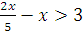 2x/5 − x > 3